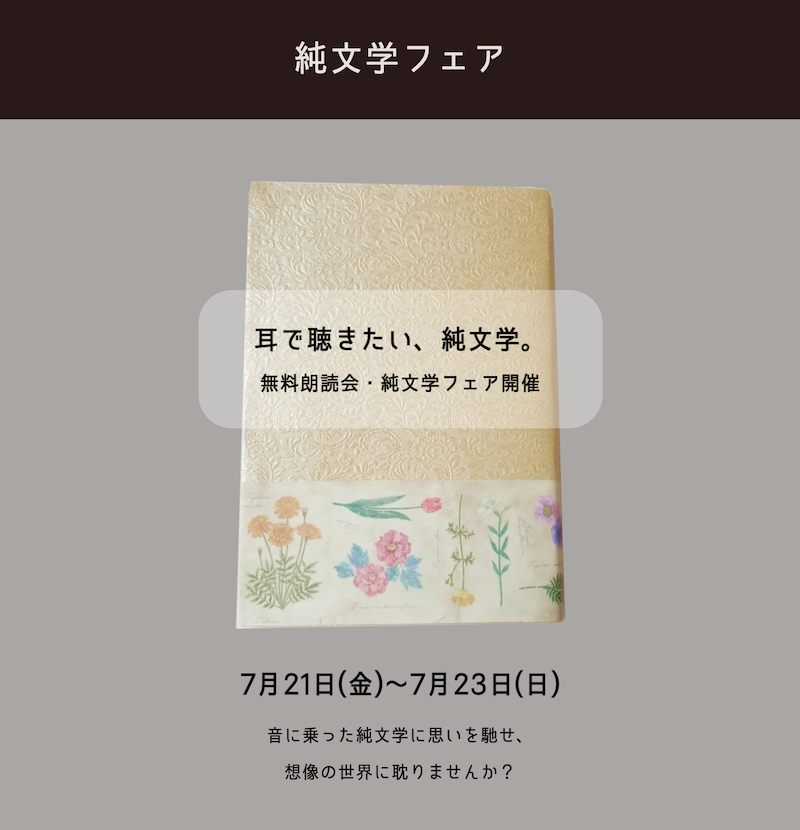 純文学フェア
耳で聴きたい、純文学。
無料朗読会・純文学フェア開催
7月21日(金)〜7月23日(日)
音に乗った純文学に思いを馳せ、
想像の世界に耽りませんか？